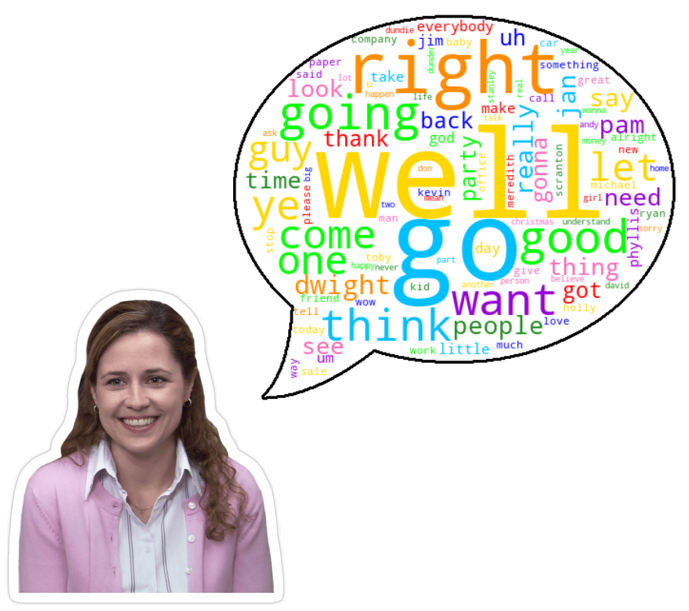 dundie everybody
company jim baby uh car
dunder year
paper right something
said lot take jan great
look. u stanley real
happen life make call say wanna
going back talk andy pam
thank god really gonna money alright
ask guy don party office new
time big well meredith scranton let michael home
please kevin girl need
ye mean two
man christmas understand phyllis ryan
stop come go day good sorry
one toby part
happy never give thing
dwight kid another person believe
friend wow want got david
tell holly
today think people love
see much
um work little
way sale